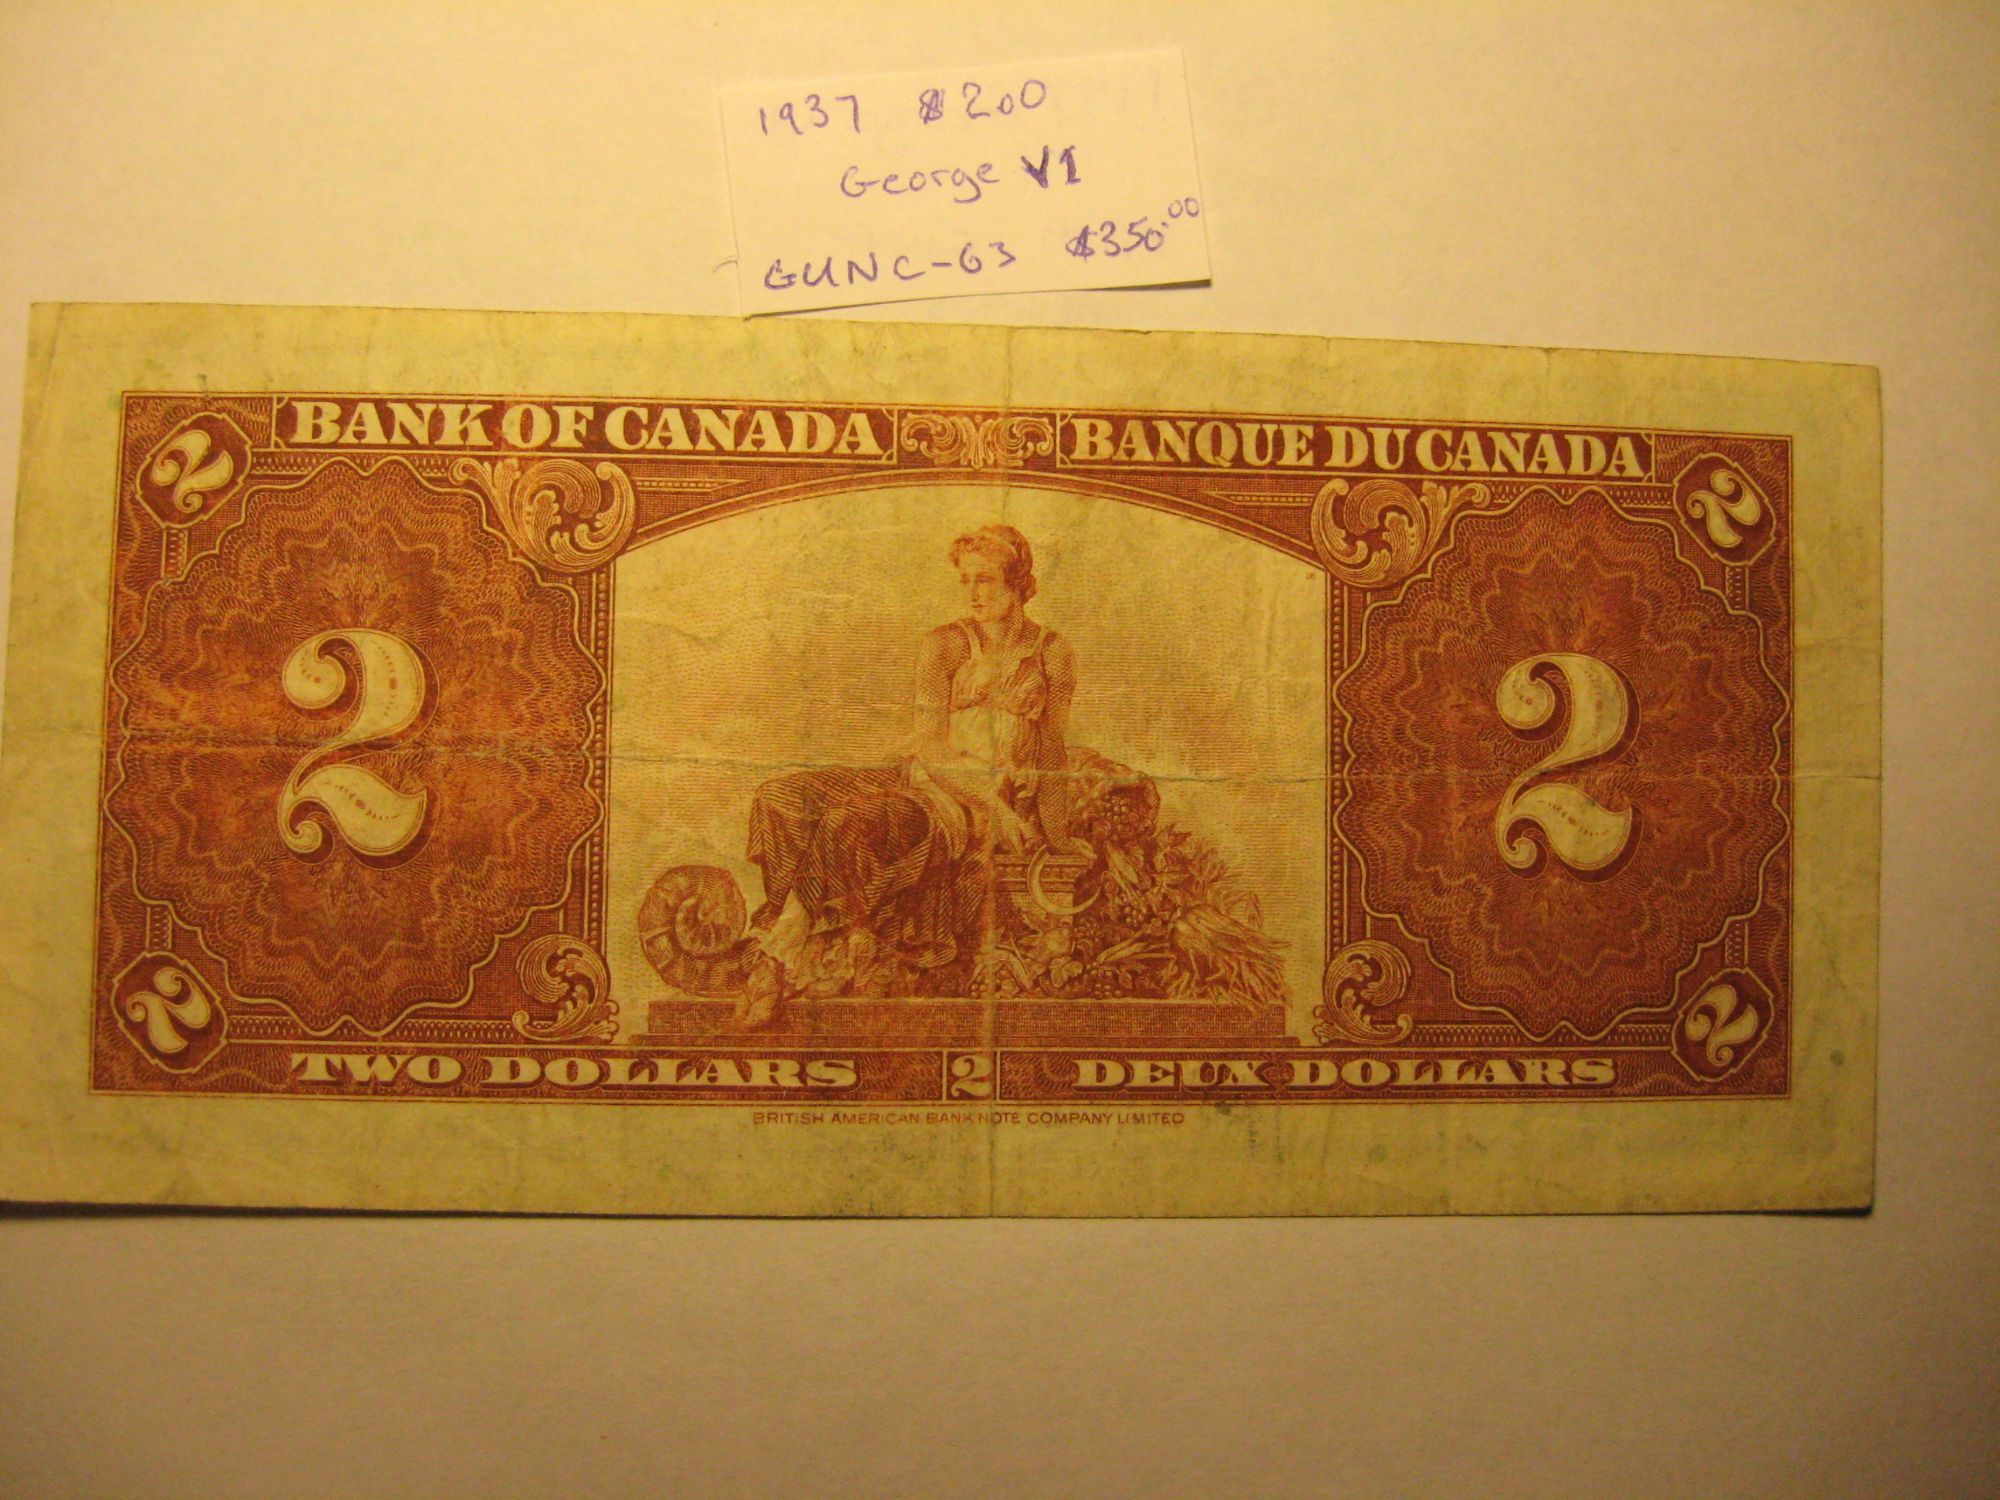 1937 $2.00
George VI
GUNC-63 $350.00
BANK OF CANADA BANQUE DU CANADA
2 2
2 2
2 2
TWO DOLLARS 2 DEUX DOLLARS
BRITISH AMERICAN BANK NOTE COMPANY LIMITED